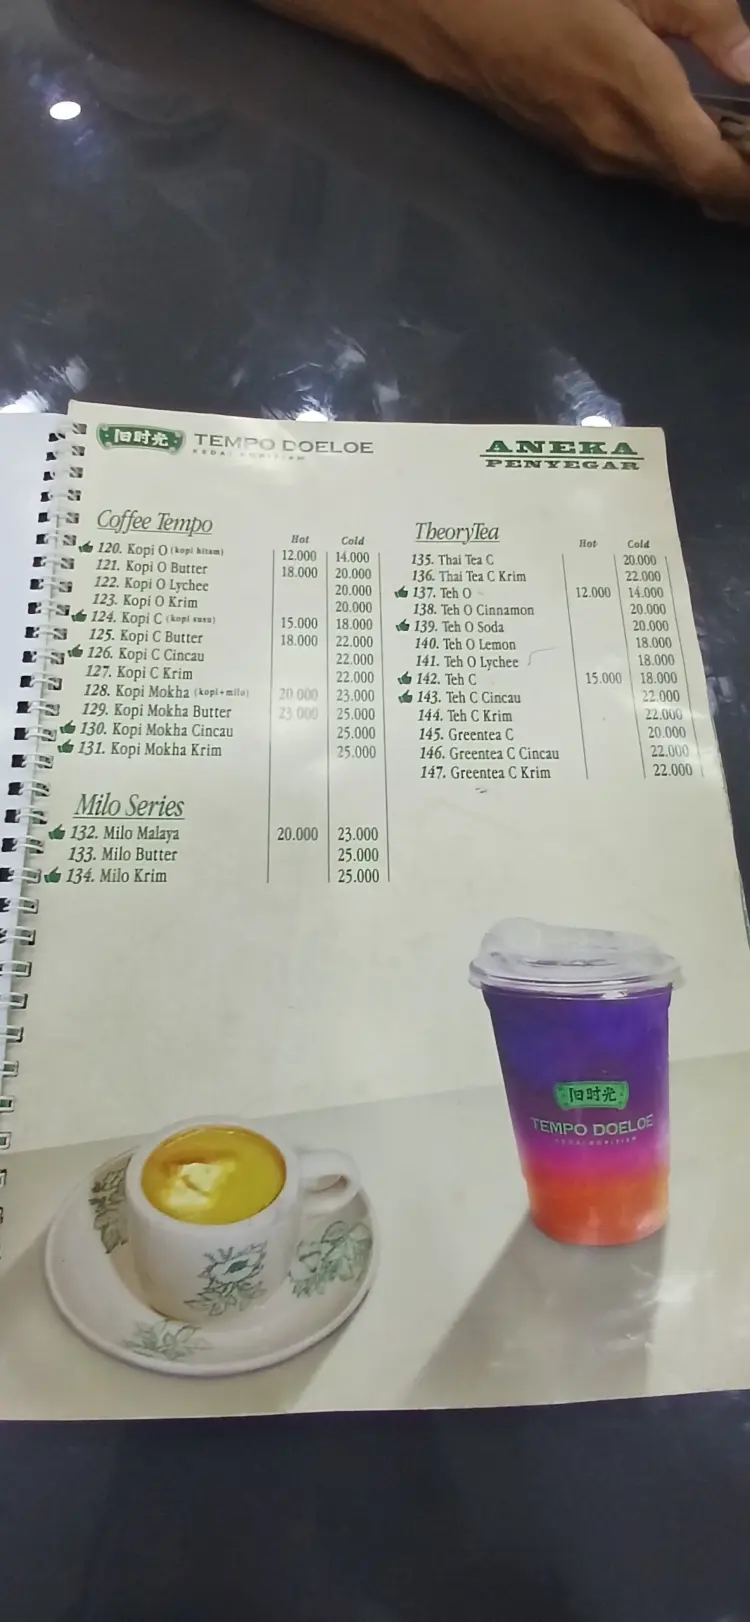 旧时光 TEMPO DOELOE
ANEKA
PENYEGAR
Coffee Tempo
Hot Cold
120. Kopi O (kopi hitam) 12.000 14.000
121. Kopi O Butter 18.000 20.000
122. Kopi O Lychee 20.000
123. Kopi O Krim 20.000
124. Kopi C (kopi susu) 15.000 18.000
125. Kopi C Butter 18.000 22.000
126. Kopi C Cincau 22.000
127. Kopi C Krim 22.000
128. Kopi Mokha (kopi+milo) 20.000 23.000
129. Kopi Mokha Butter 23.000 25.000
130. Kopi Mokha Cincau 25.000
131. Kopi Mokha Krim 25.000
Milo Series
132. Milo Malaya 20.000 23.000
133. Milo Butter 25.000
134. Milo Krim 25.000
TheoryTea
Hot Cold
135. Thai Tea C 20.000
136. Thai Tea C Krim 22.000
137. Teh O 12.000 14.000
138. Teh O Cinnamon 20.000
139. Teh O Soda 20.000
140. Teh O Lemon 18.000
141. Teh O Lychee 18.000
142. Teh C 15.000 18.000
143. Teh C Cincau 22.000
144. Teh C Krim 22.000
145. Greentea C 20.000
146. Greentea C Cincau 22.000
147. Greentea C Krim 22.000
旧时光
TEMPO DOELOE